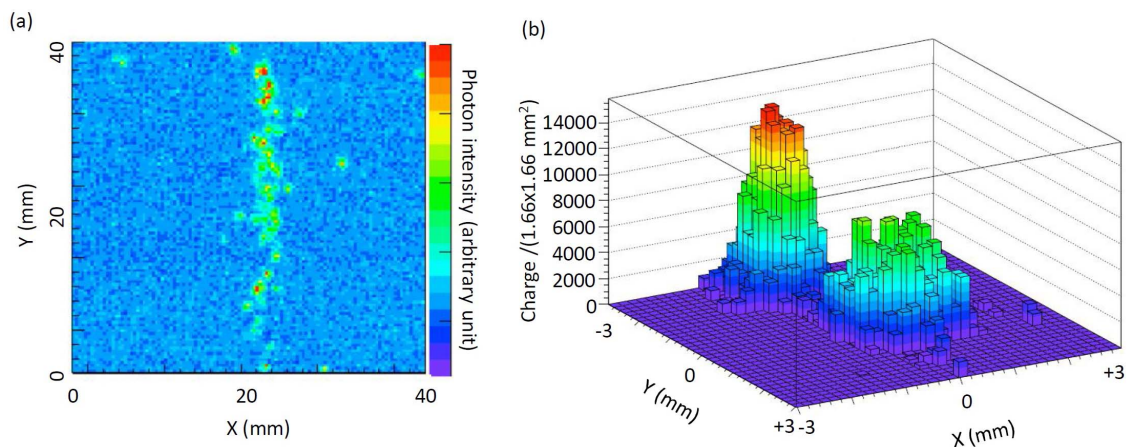 (a)
40
20
0
Y (mm)
0
20
40
X (mm)
Photon intensity (arbitrary unit)
(b)
Charge /(1.66x1.66 mm²)
14000
12000
10000
8000
6000
4000
2000
0
-3
0
+3
Y (mm)
-3
0
+3
X (mm)